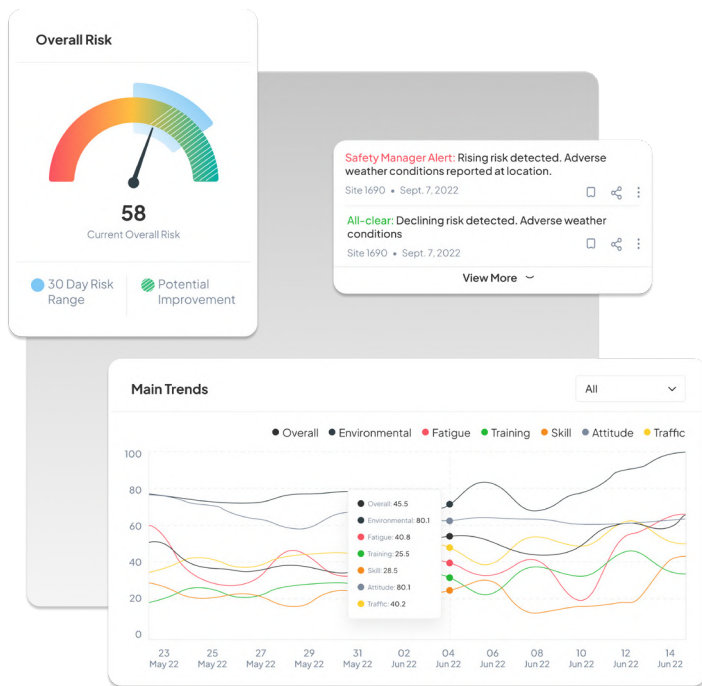 Overall Risk
58
Current Overall Risk
30 Day Risk
Range
Potential
Improvement
Safety Manager Alert: Rising risk detected. Adverse
weather conditions reported at location.
Site 1690 • Sept. 7, 2022
All-clear: Declining risk detected. Adverse weather
conditions
Site 1690 • Sept. 7, 2022
View More
Main Trends
All
Overall Environmental Fatigue Training Skill Attitude Traffic
100
80
60
40
20
0
Overall: 45.5
Environmental: 80.1
Fatigue: 40.8
Training: 25.5
Skill: 28.5
Attitude: 80.1
Traffic: 40.2
23 25 27 29 31 02 04 06 08 10 12 14
May 22 May 22 May 22 May 22 May 22 Jun 22 Jun 22 Jun 22 Jun 22 Jun 22 Jun 22 Jun 22